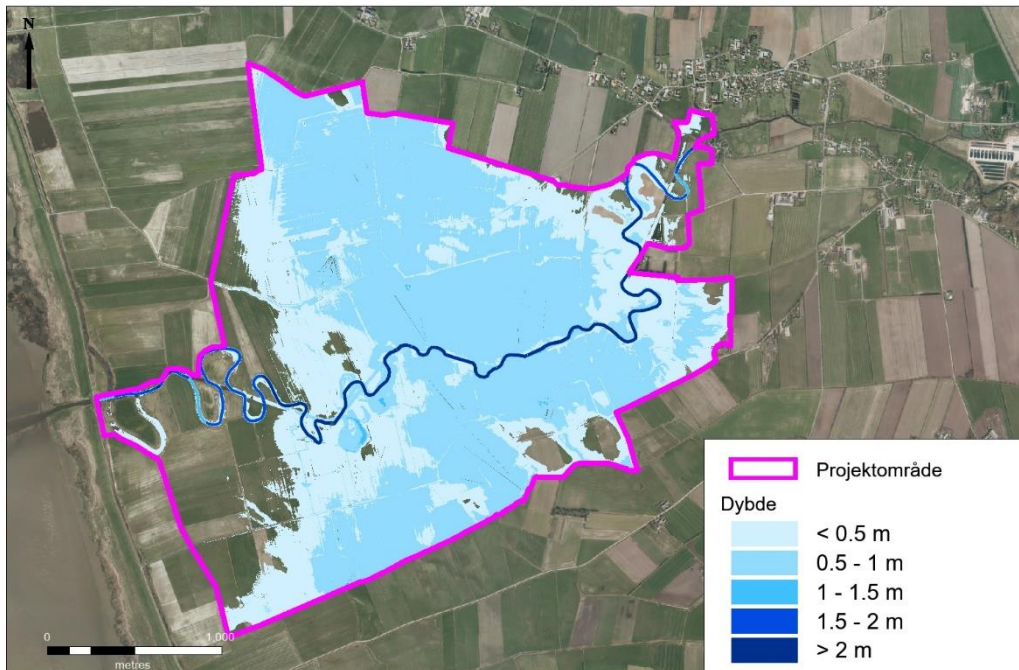 N
Projektområde
Dybde
< 0.5 m
0.5 - 1 m
1 - 1.5 m
1.5 - 2 m
> 2 m
0 1,000
metres